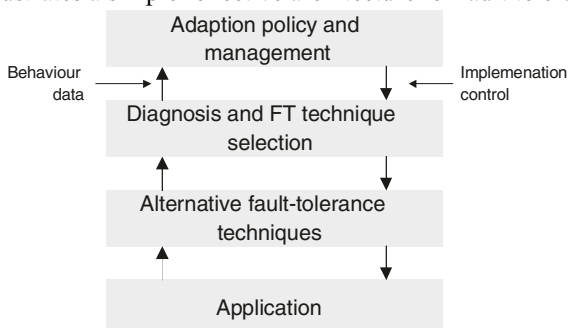 Adaption policy and
management
Behaviour
data
Implemenation
control
Diagnosis and FT technique
selection
Alternative fault-tolerance
techniques
Application